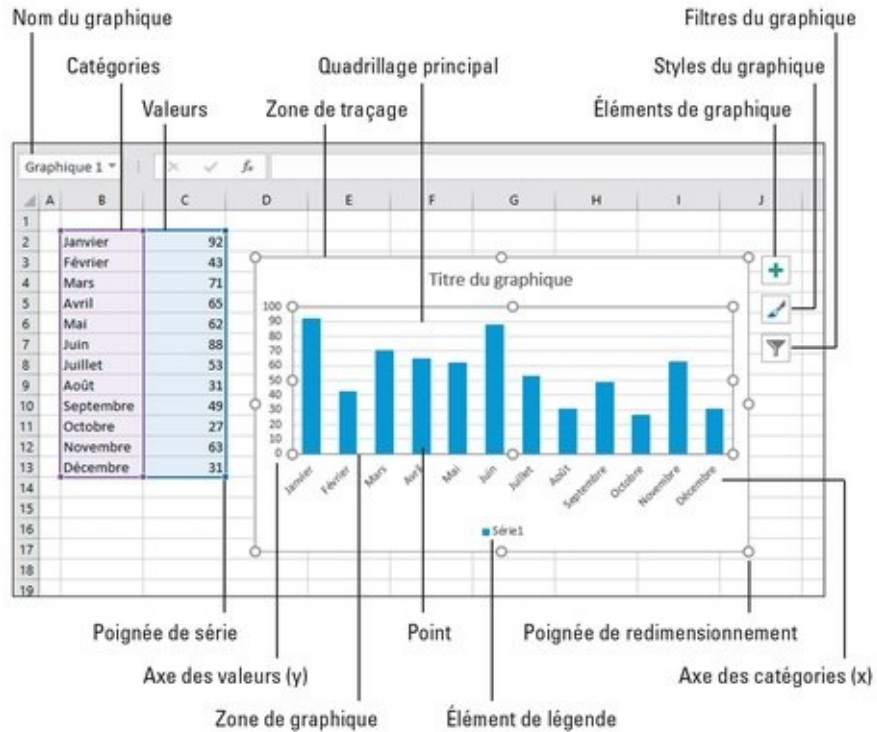 Nom du graphique
Filtres du graphique
Catégories
Quadrillage principal
Styles du graphique
Valeurs
Zone de traçage
Éléments de graphique
Graphique 1
fx
A B C D E F G H I J
1
2 Janvier 92
3 Février 43
4 Mars 71
5 Avril 65
6 Mai 62
7 Juin 88
8 Juillet 53
9 Août 31
10 Septembre 49
11 Octobre 27
12 Novembre 63
13 Décembre 31
14
15
16
17
18
19
Titre du graphique
100
90
80
70
60
50
40
30
20
10
0
Janvier Février Mars Avril Mai Juin Juillet Août Septembre Octobre Novembre Décembre
Série1
Poignée de série
Point
Poignée de redimensionnement
Axe des valeurs (y)
Axe des catégories (x)
Zone de graphique
Élément de légende